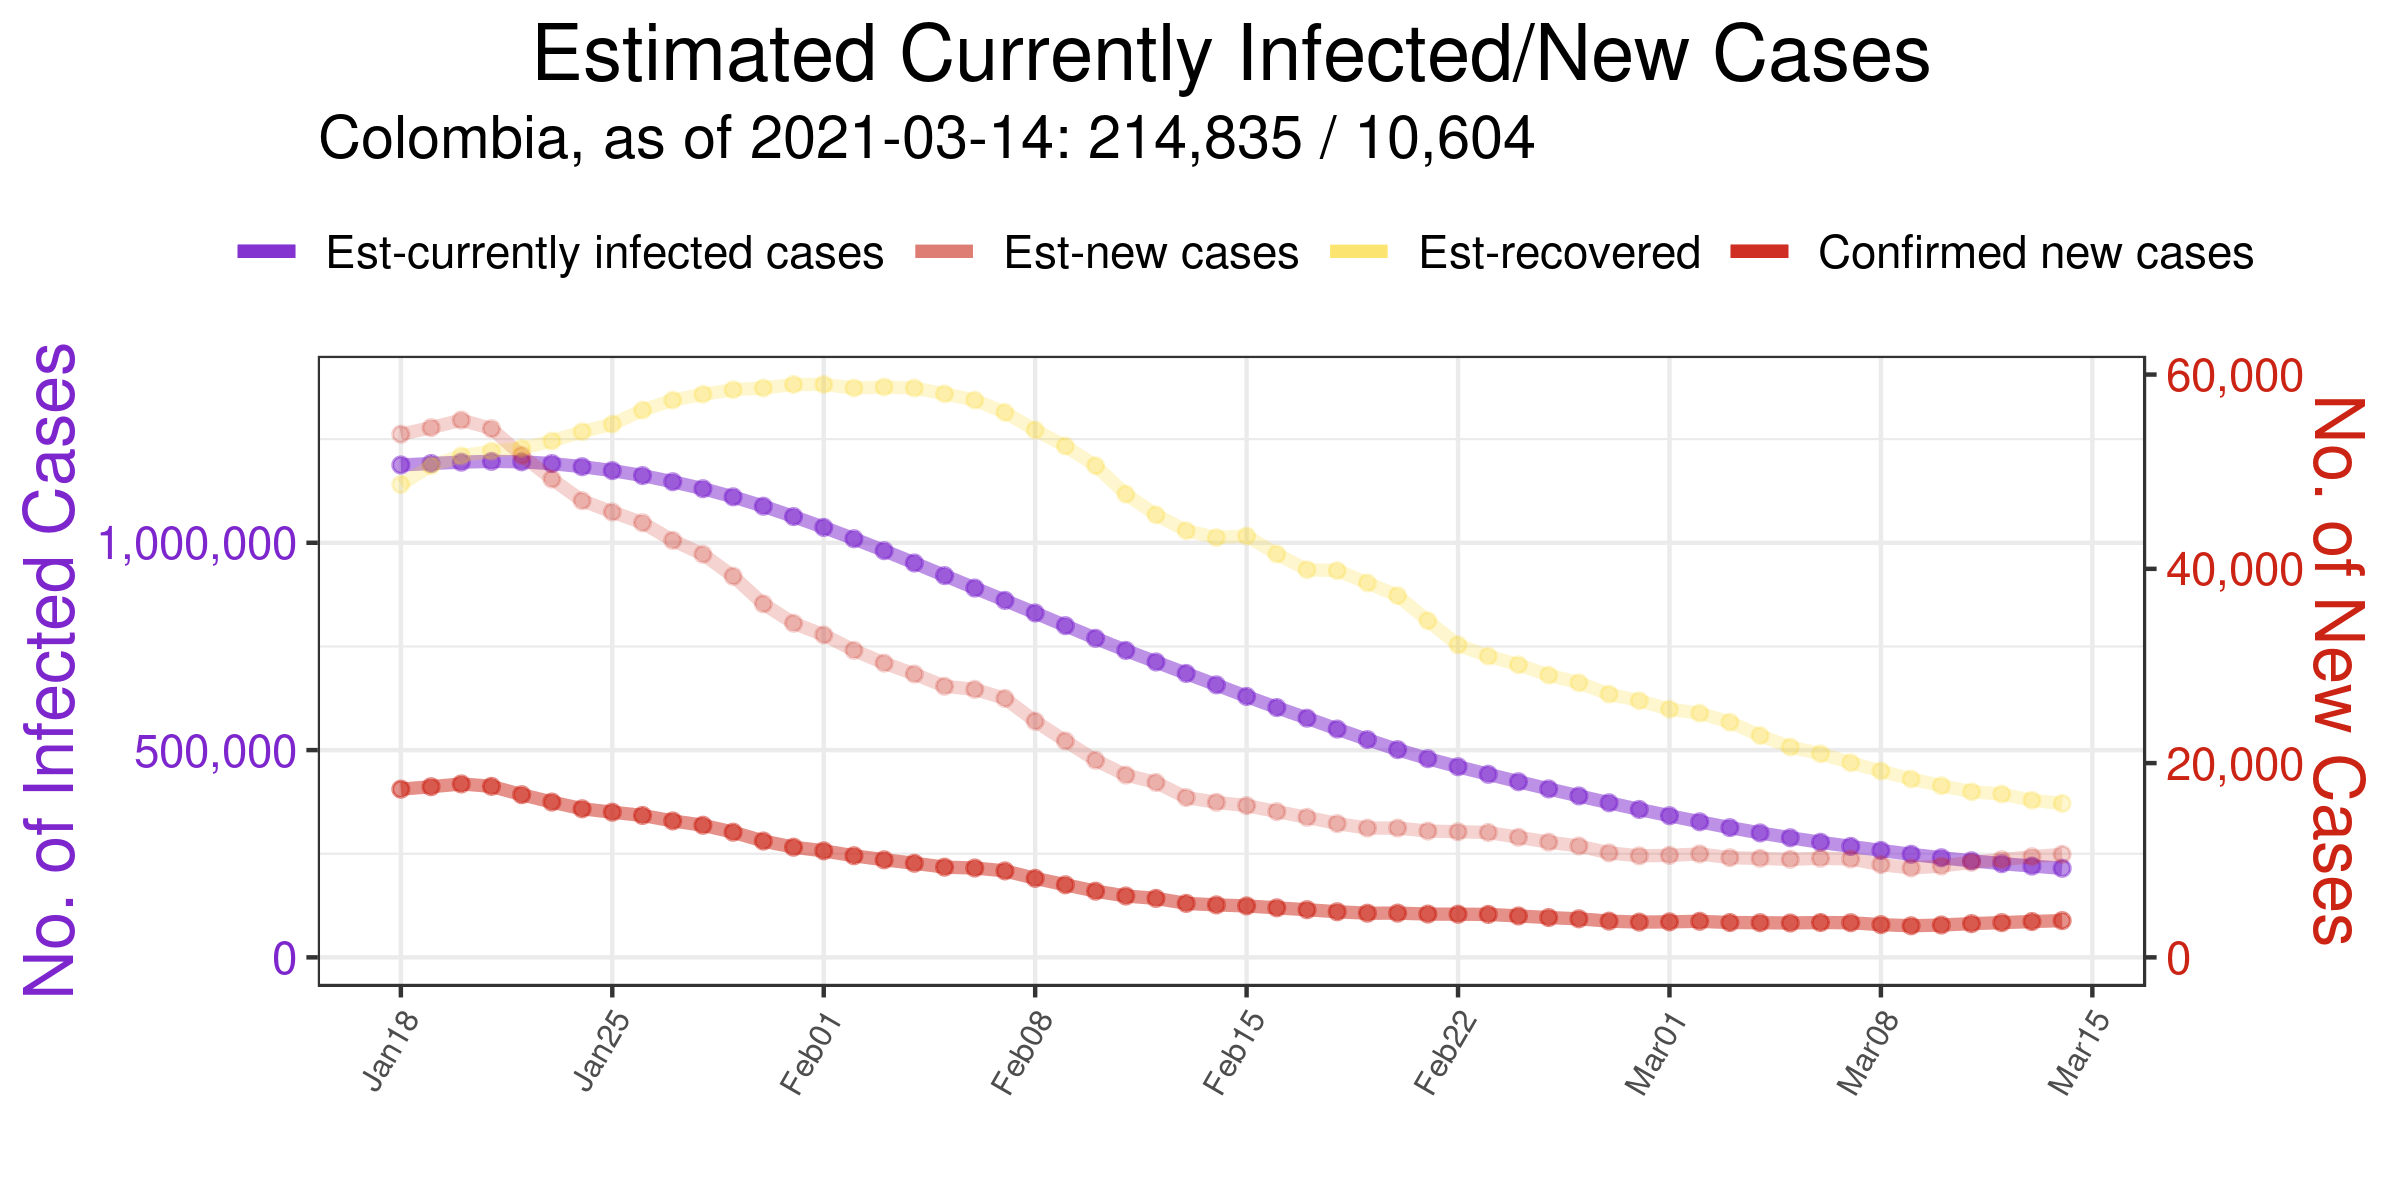 Estimated Currently Infected/New Cases
Colombia, as of 2021-03-14: 214,835 / 10,604
Est-currently infected cases Est-new cases Est-recovered Confirmed new cases
No. of Infected Cases
1,000,000
500,000
0
60,000
40,000
20,000
0
No. of New Cases
Jan18 Jan25 Feb01 Feb08 Feb15 Feb22 Mar01 Mar08 Mar15